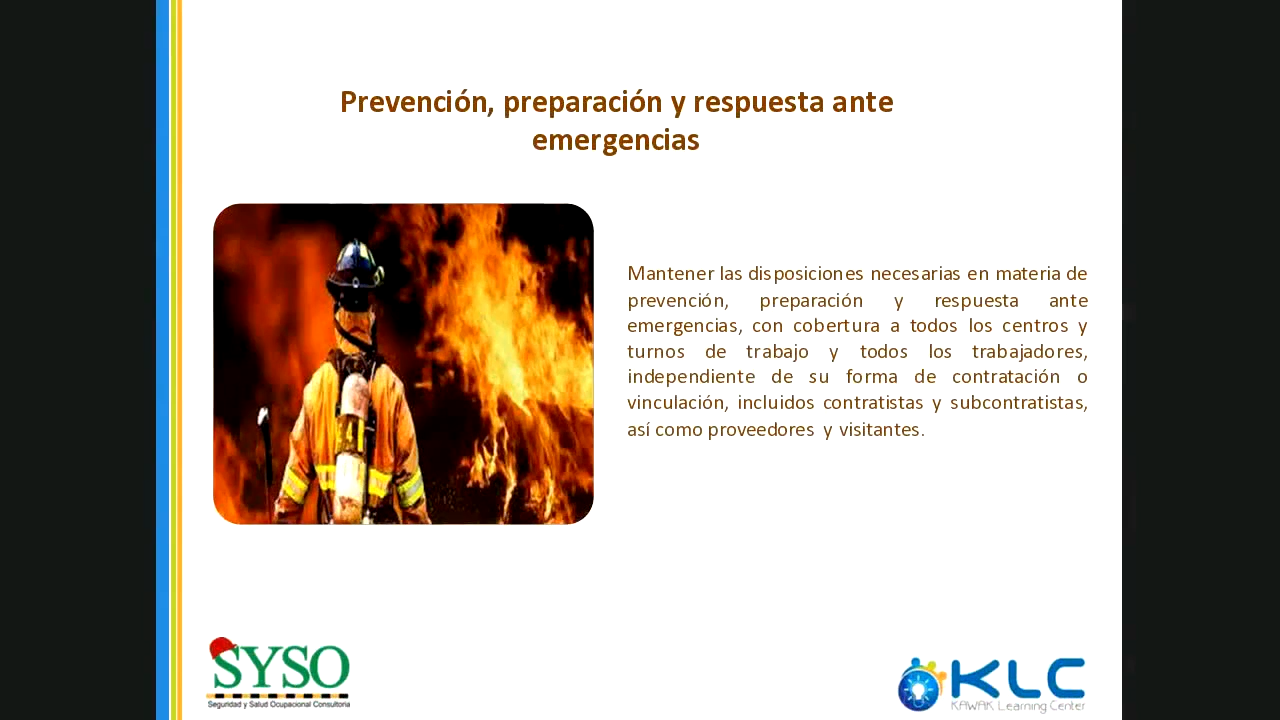 Prevención, preparación y respuesta ante
emergencias
Mantener las disposiciones necesarias en materia de
prevención, preparación y respuesta ante
emergencias, con cobertura a todos los centros y
turnos de trabajo y todos los trabajadores,
independiente de su forma de contratación o
vinculación, incluidos contratistas y subcontratistas,
así como proveedores y visitantes.
SYSO
Seguridad y Salud Ocupacional Consultoria
KLC
KAWAK Learning Center